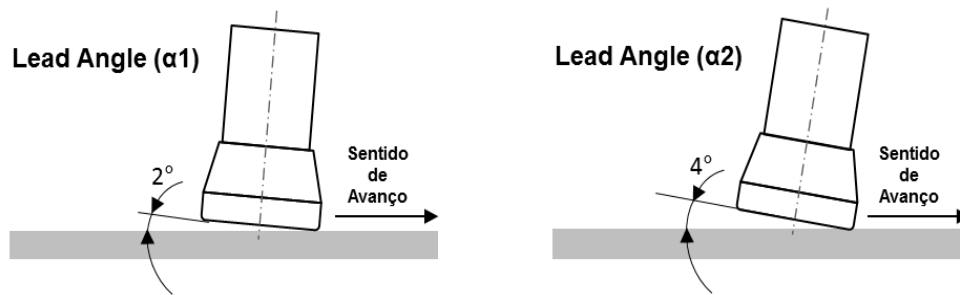 Lead Angle (α1)
2°
Sentido
de
Avanço
Lead Angle (α2)
4°
Sentido
de
Avanço